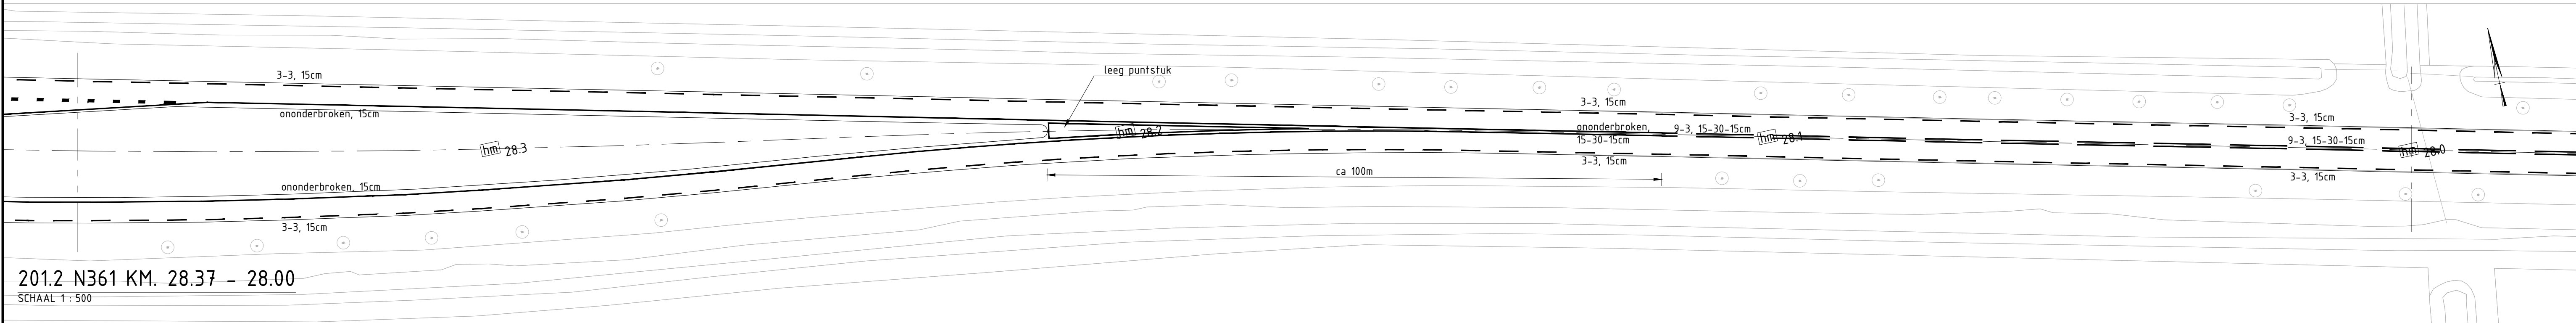 3-3, 15cm
ononderbroken, 15cm
hm 28.3
ononderbroken, 15cm
3-3, 15cm
leeg puntstuk
hm 28.2
ca 100m
3-3, 15cm
ononderbroken,
15-30-15cm
9-3, 15-30-15cm
hm 28.1
3-3, 15cm
3-3, 15cm
9-3, 15-30-15cm
hm 28.0
3-3, 15cm
201.2 N361 KM. 28.37 - 28.00
SCHAAL 1 : 500